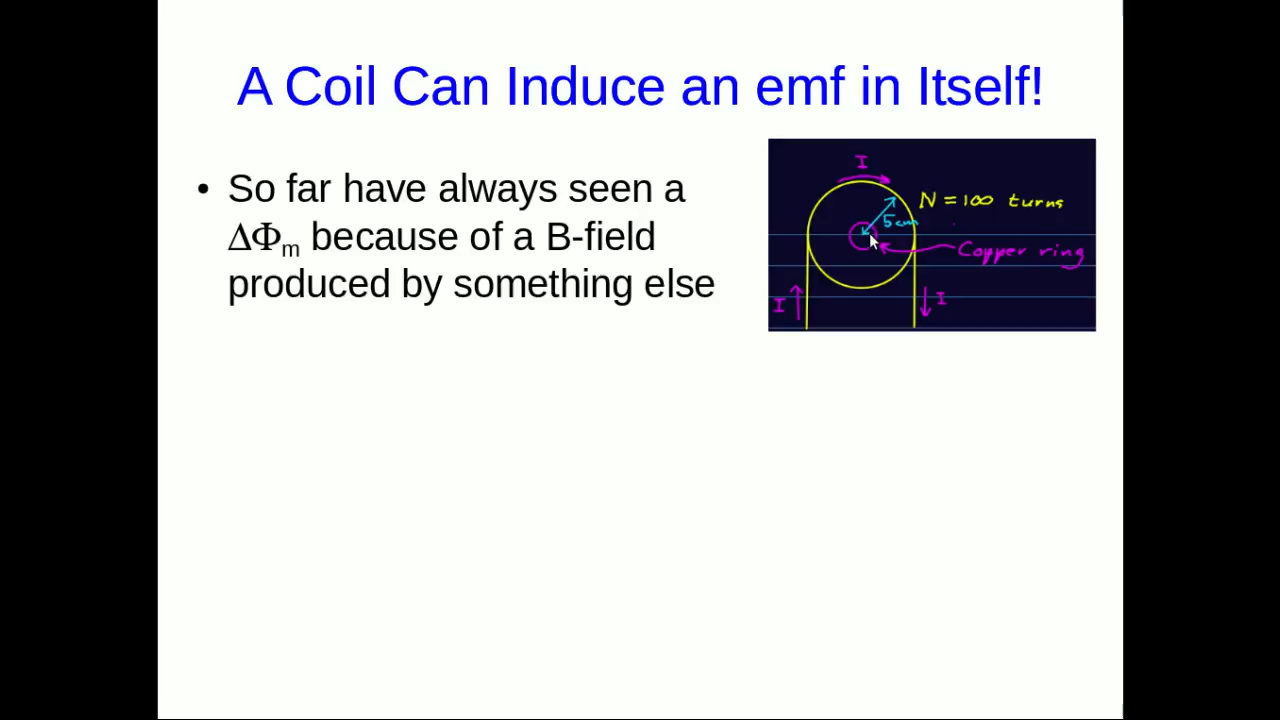 A Coil Can Induce an emf in Itself!
• So far have always seen a
ΔΦm because of a B-field
produced by something else
I
N = 100 turns
5cm
Copper ring
I
I